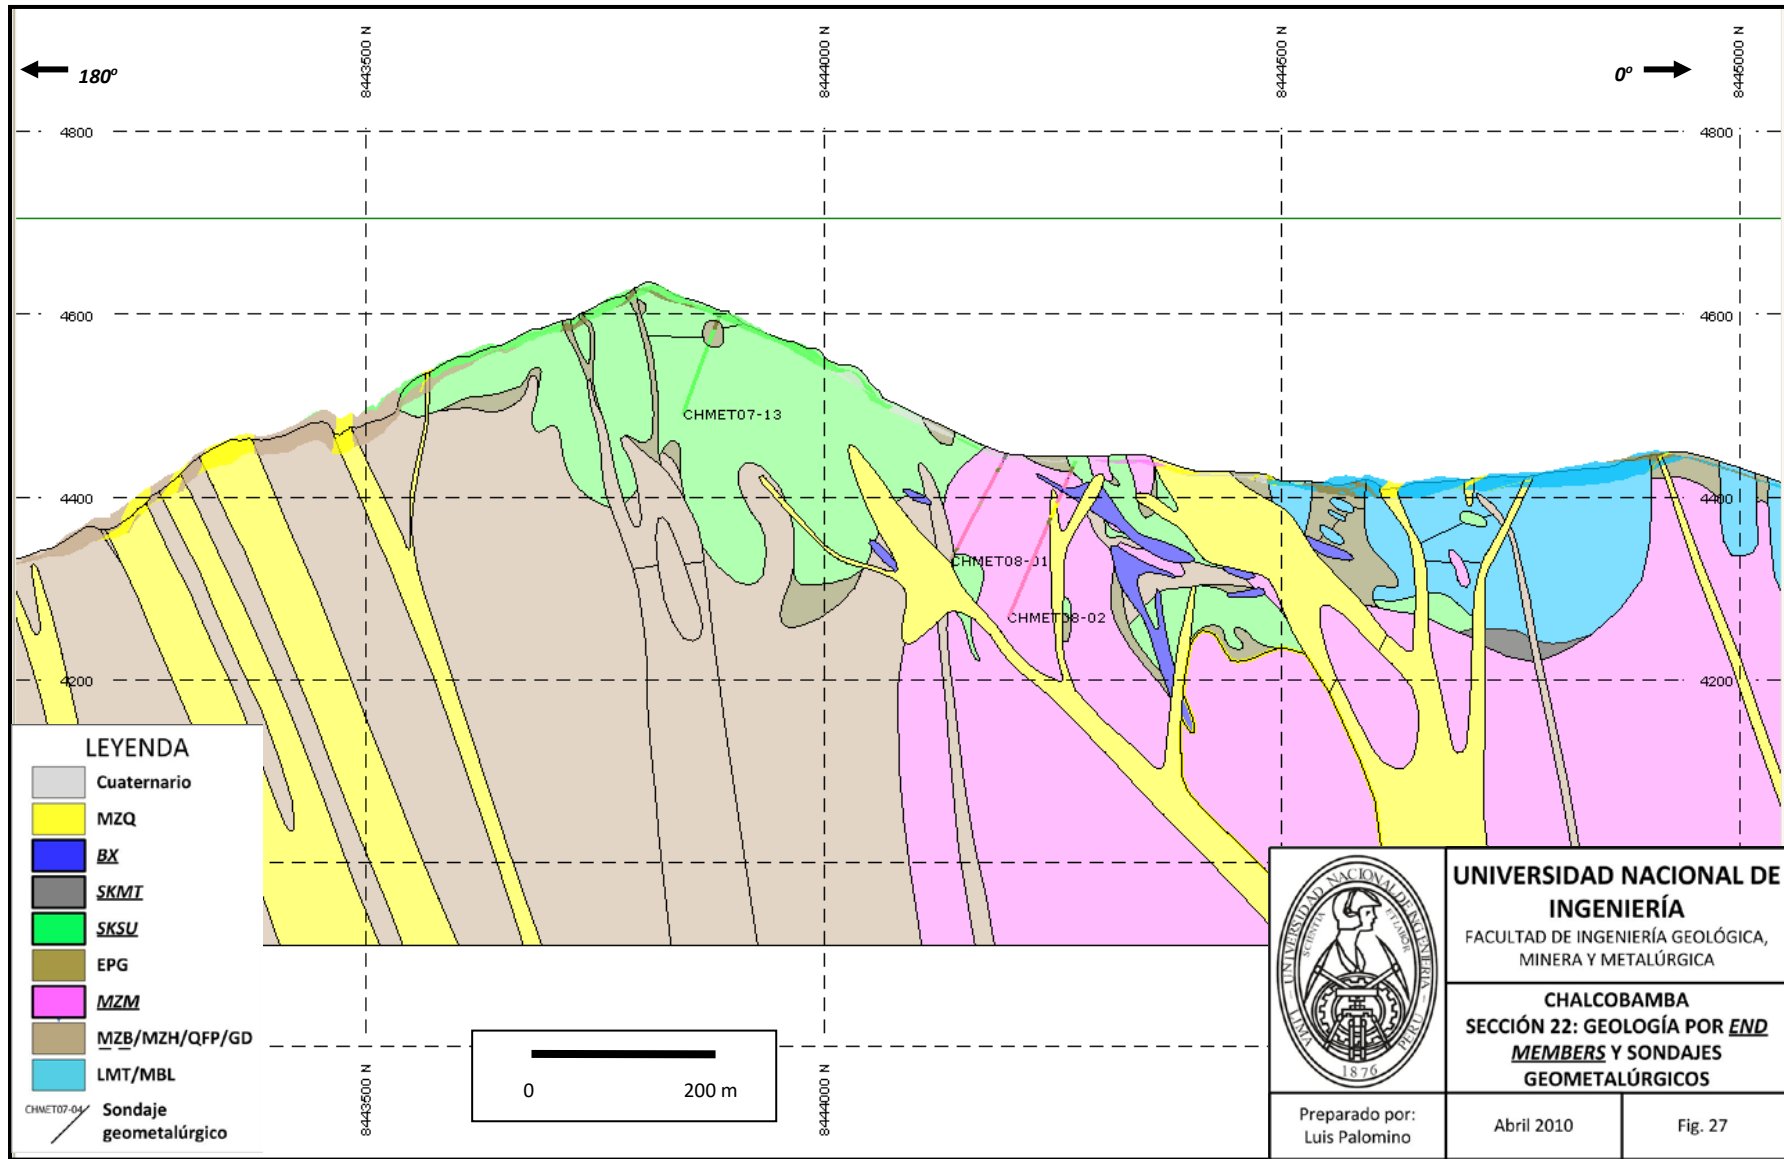 8443500 N
8444000 N
8444500 N
8445000 N
180º
0º
4800
4800
4600
4600
CHMET07-13
4400
4400
CHMET08-01
CHMET08-02
4200
4200
LEYENDA
Cuaternario
MZQ
BX
SKMT
SKSU
EPG
MZM
MZB/MZH/QFP/GD
LMT/MBL
CHMET07-04
Sondaje
geometalúrgico
8443500 N
8444000 N
0 200 m
UNIVERSIDAD NACIONAL DE INGENIERIA
SCIENTIA ET LABOR
LIMA PERU
1876
UNIVERSIDAD NACIONAL DE
INGENIERÍA
FACULTAD DE INGENIERÍA GEOLÓGICA,
MINERA Y METALÚRGICA
CHALCOBAMBA
SECCIÓN 22: GEOLOGÍA POR END
MEMBERS Y SONDAJES
GEOMETALÚRGICOS
Preparado por:
Luis Palomino
Abril 2010
Fig. 27